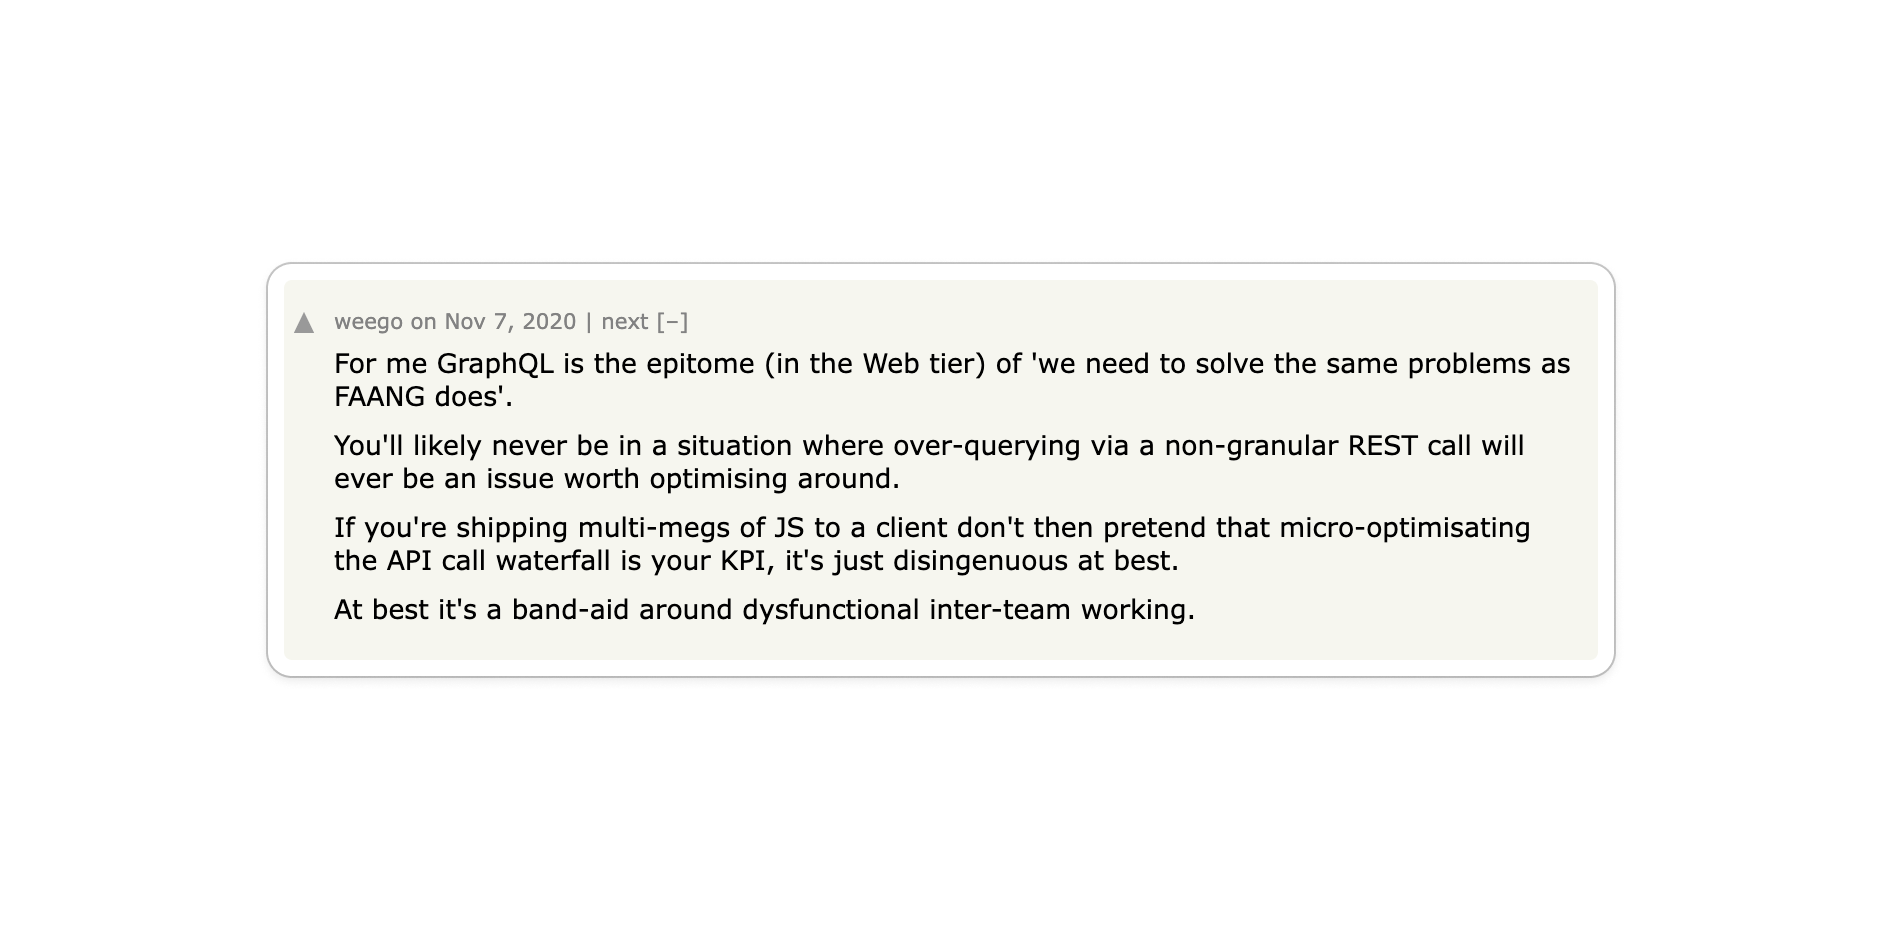 ▲ weego on Nov 7, 2020 | next [–]
For me GraphQL is the epitome (in the Web tier) of 'we need to solve the same problems as
FAANG does'.
You'll likely never be in a situation where over-querying via a non-granular REST call will
ever be an issue worth optimising around.
If you're shipping multi-megs of JS to a client don't then pretend that micro-optimisating
the API call waterfall is your KPI, it's just disingenuous at best.
At best it's a band-aid around dysfunctional inter-team working.